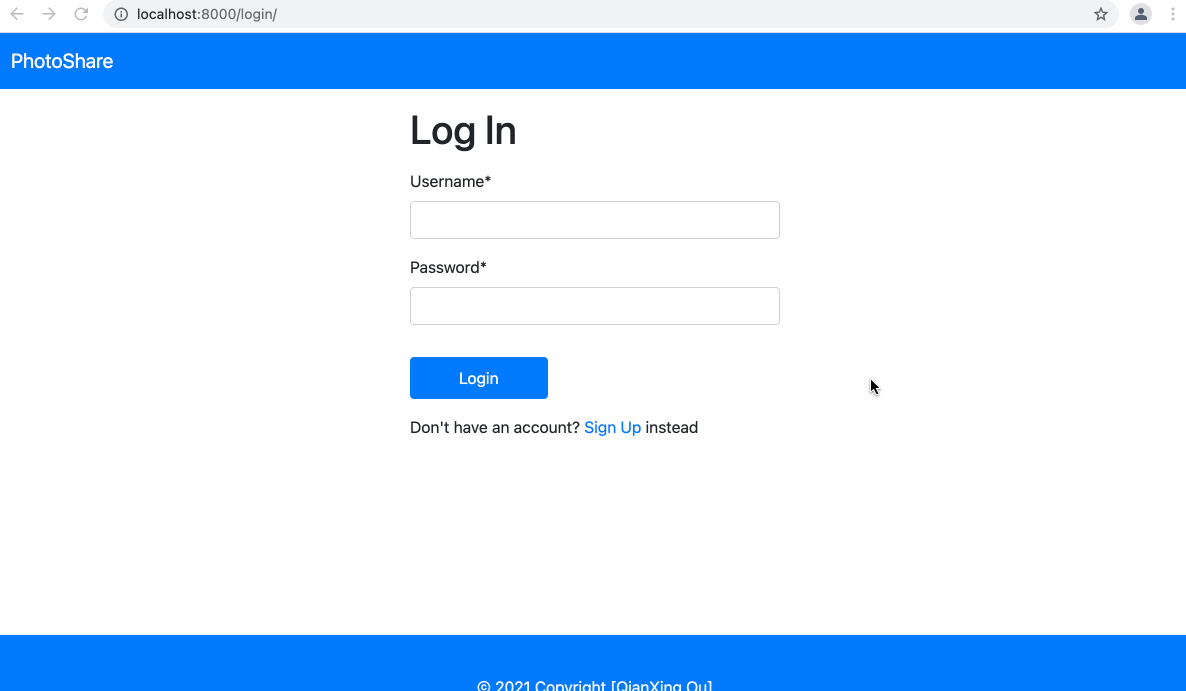 localhost:8000/login/
PhotoShare
Log In
Username*
Password*
Login
Don't have an account? Sign Up instead
© 2021 Copyright [QianXing Qu]